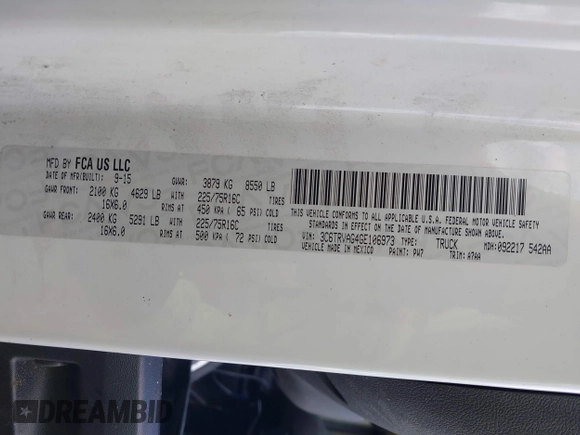 MFD BY FCA US LLC
DATE OF MFR(BUILT): 9-15 GVWR: 3879 KG 8550 LB
GAWR FRONT: 2100 KG 4629 LB WITH 225/75R16C TIRES
16X6.0 RIMS AT 450 KPA ( 65 PSI) COLD
GAWR REAR: 2400 KG 5291 LB WITH 225/75R16C TIRES
16X6.0 RIMS AT 500 KPA ( 72 PSI) COLD
THIS VEHICLE CONFORMS TO ALL APPLICABLE U.S.A. FEDERAL MOTOR VEHICLE SAFETY
STANDARDS IN EFFECT ON THE DATE OF MANUFACTURE SHOWN ABOVE.
VIN: 3C6TRVAG4GE106973 TYPE: TRUCK MDH:092217 542AA
VEHICLE MADE IN MEXICO PAINT: PW7 TRIM: A7AA
DREAMBID